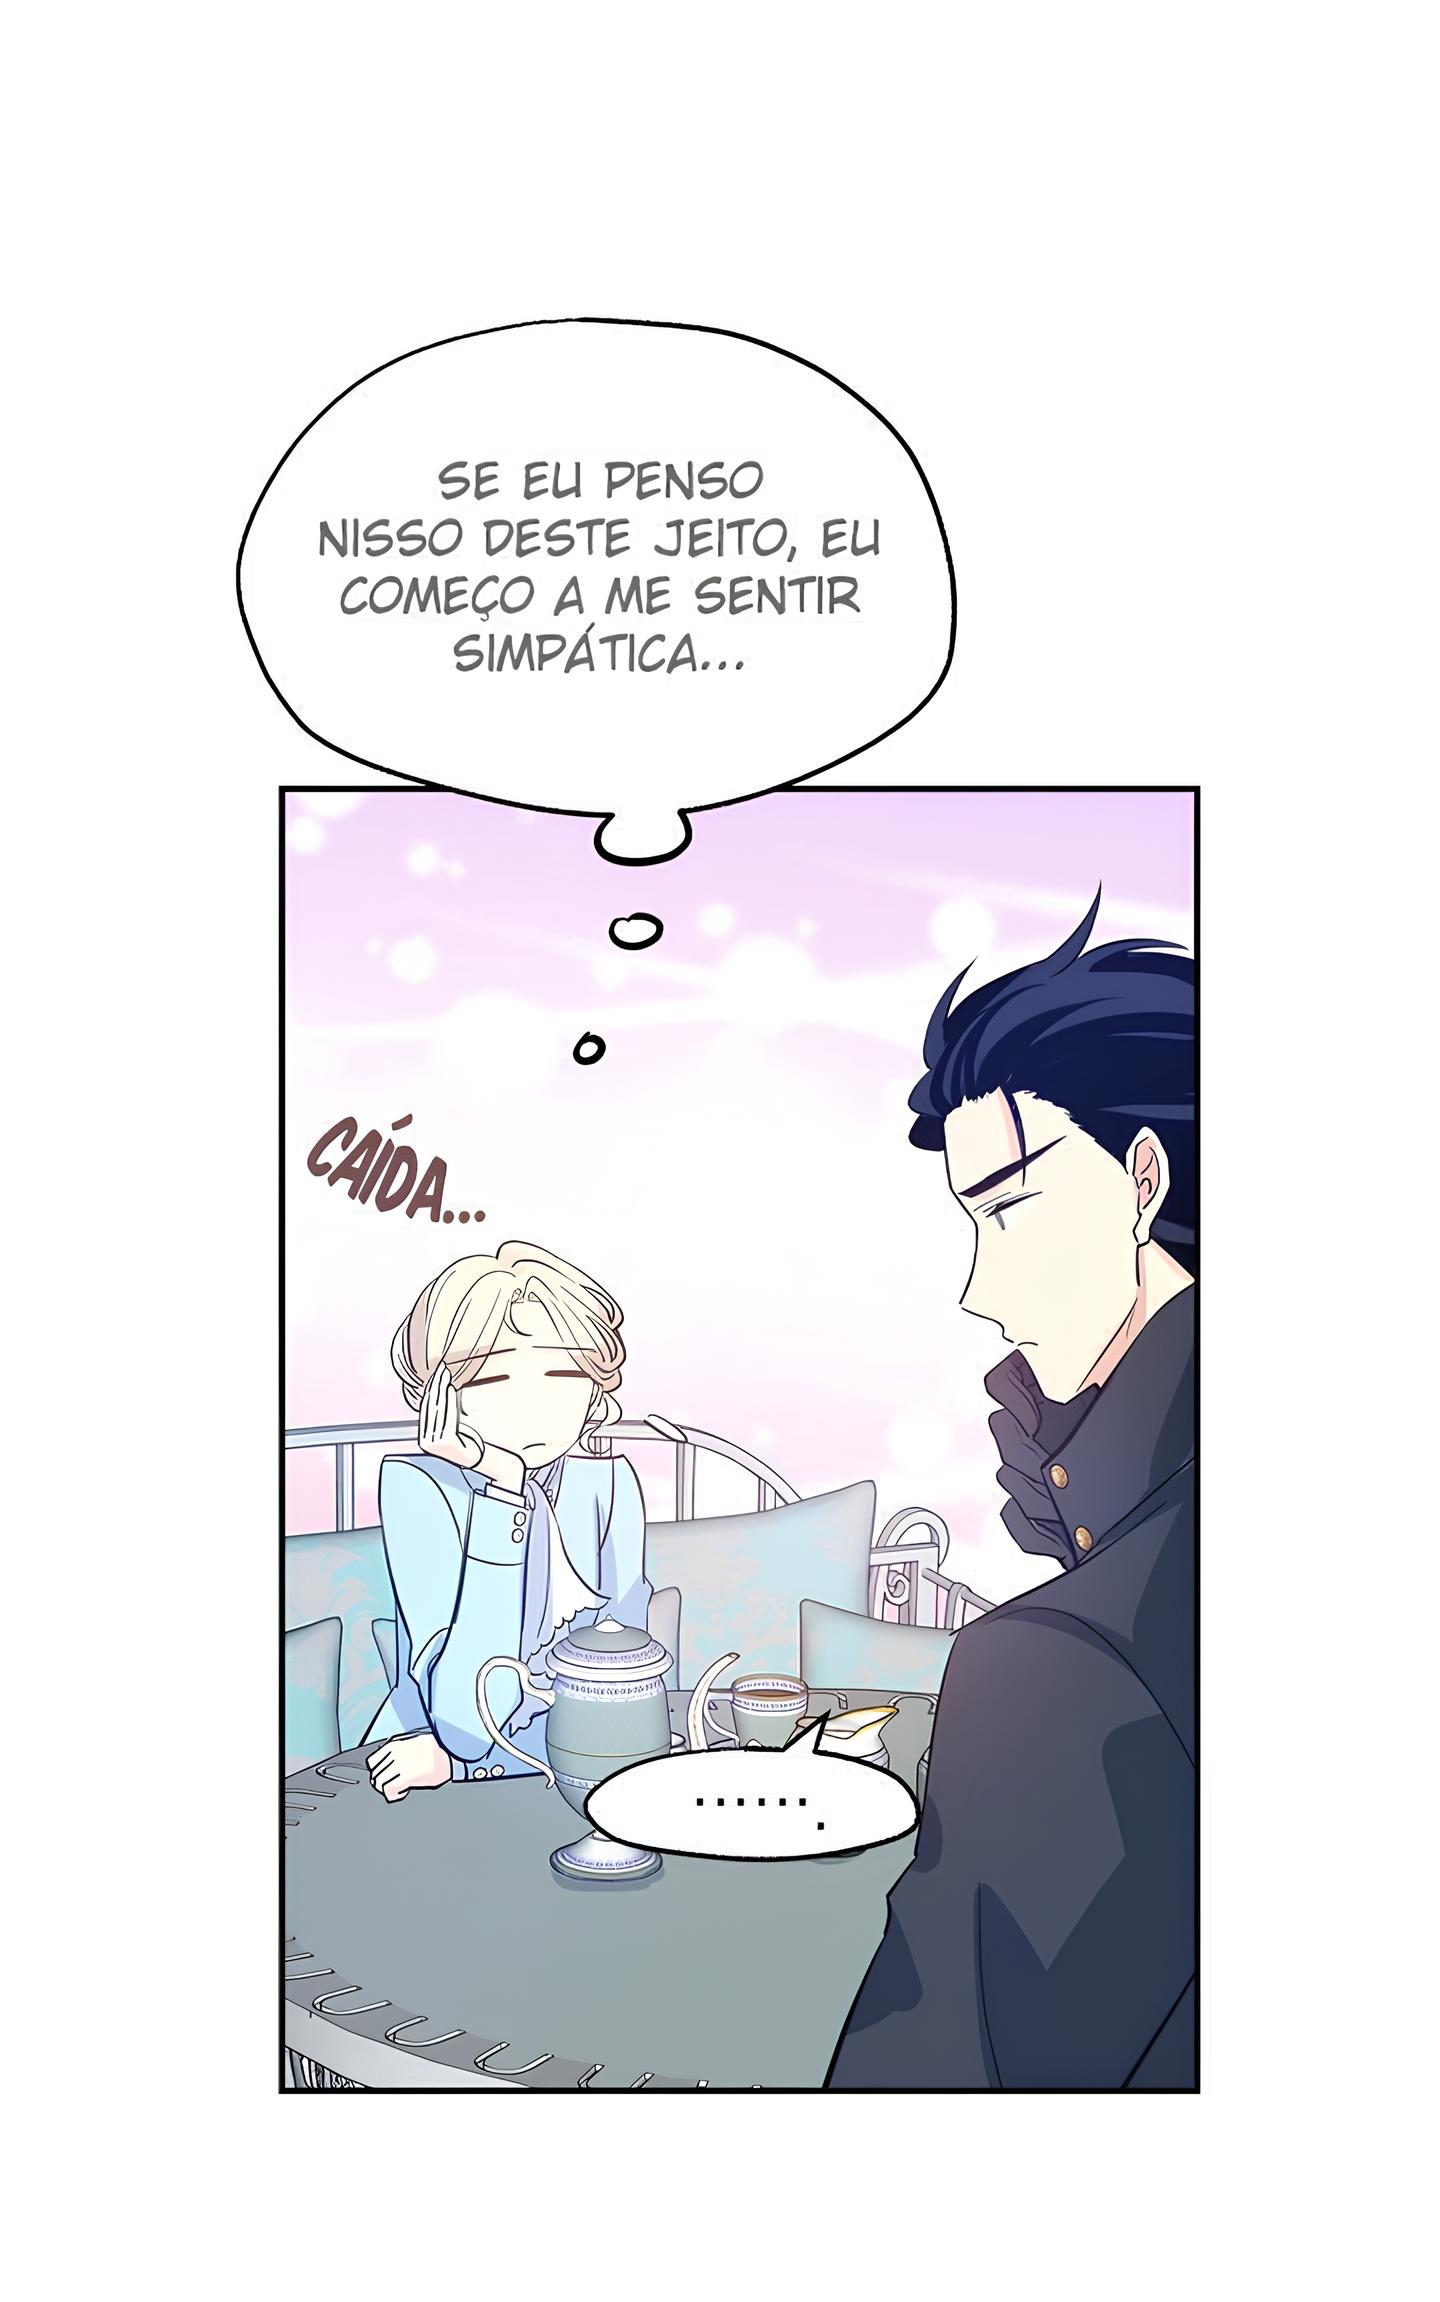 SE EU PENSO
NISSO DESTE JEITO, EU
COMEÇO A ME SENTIR
SIMPÁTICA...
CAÍDA...
.......